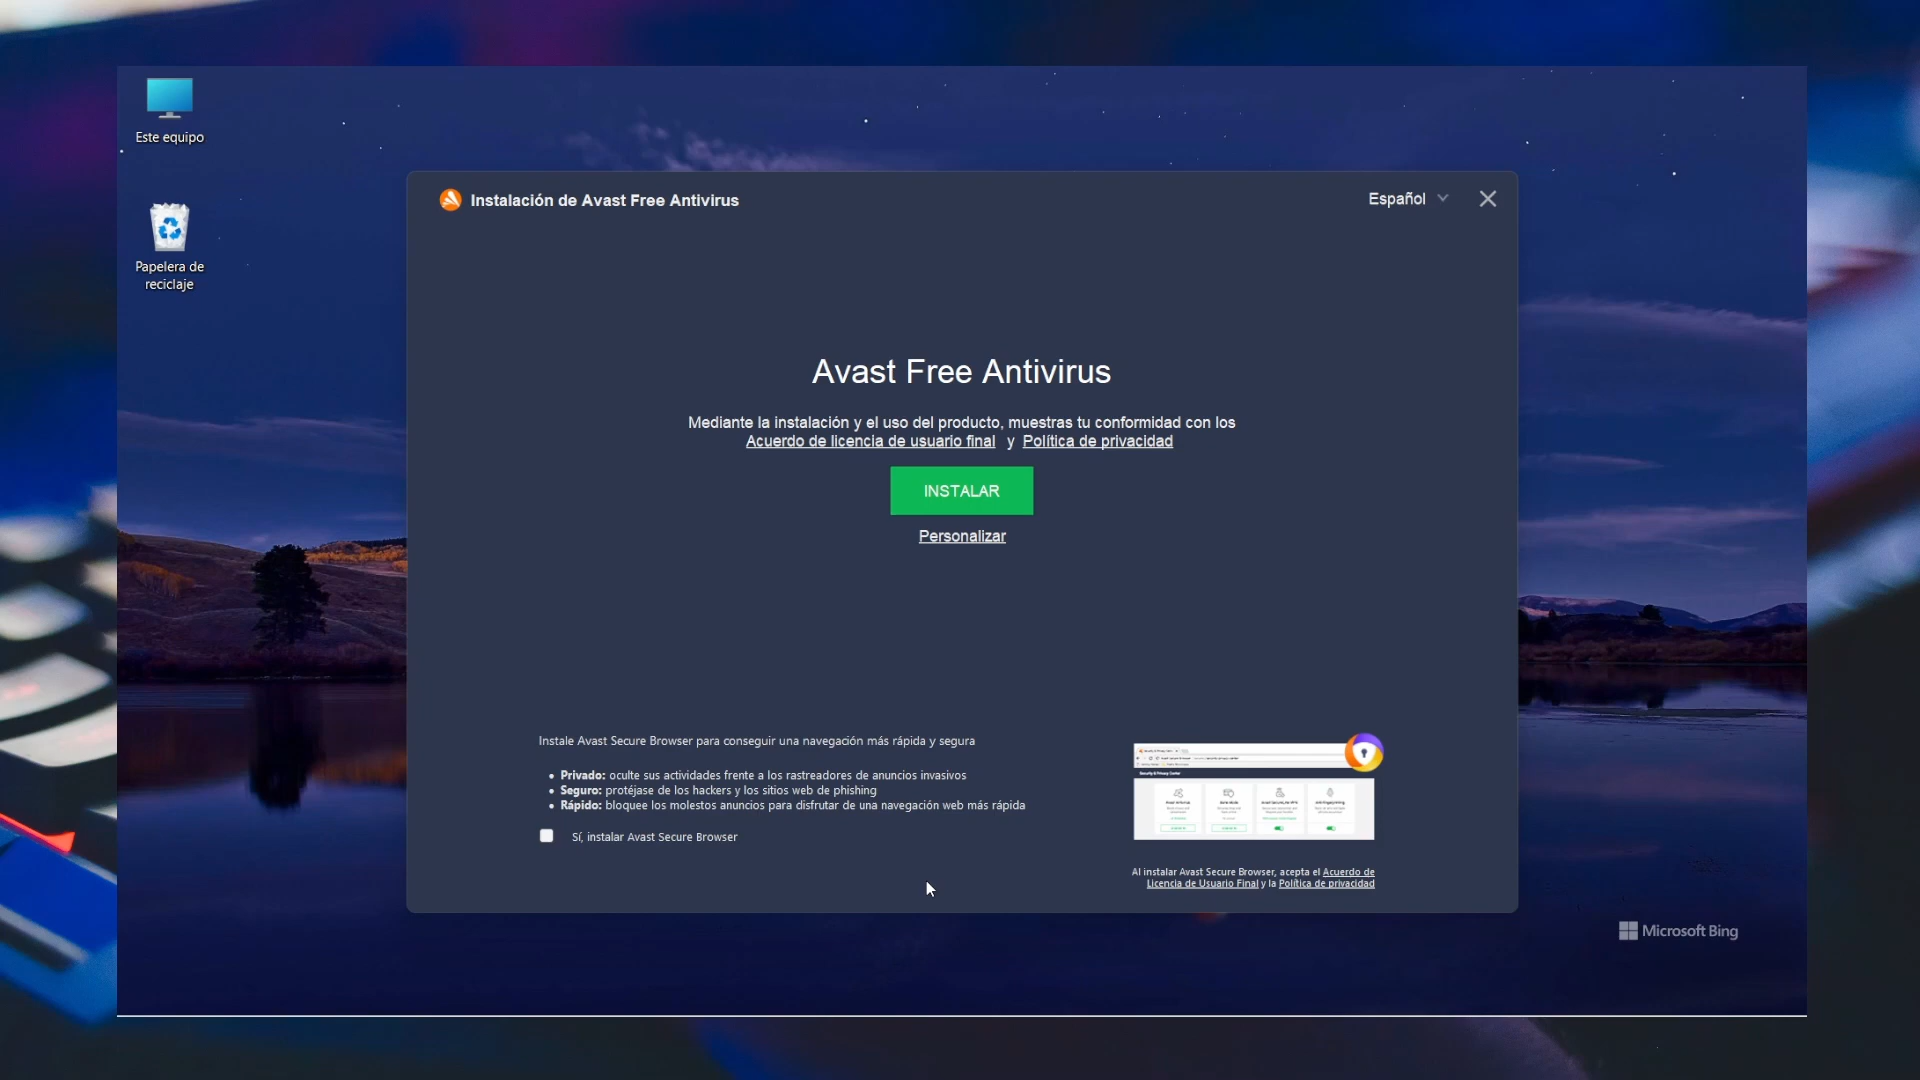 Este equipo
Papelera de
reciclaje
Instalación de Avast Free Antivirus
Español
Avast Free Antivirus
Mediante la instalación y el uso del producto, muestras tu conformidad con los
Acuerdo de licencia de usuario final y Política de privacidad
INSTALAR
Personalizar
Instale Avast Secure Browser para conseguir una navegación más rápida y segura
• Privado: oculte sus actividades frente a los rastreadores de anuncios invasivos
• Seguro: protéjase de los hackers y los sitios web de phishing
• Rápido: bloquee los molestos anuncios para disfrutar de una navegación web más rápida
Sí, instalar Avast Secure Browser
Security & Privacy Center
Al instalar Avast Secure Browser, acepta el Acuerdo de
Licencia de Usuario Final y la Política de privacidad
Microsoft Bing